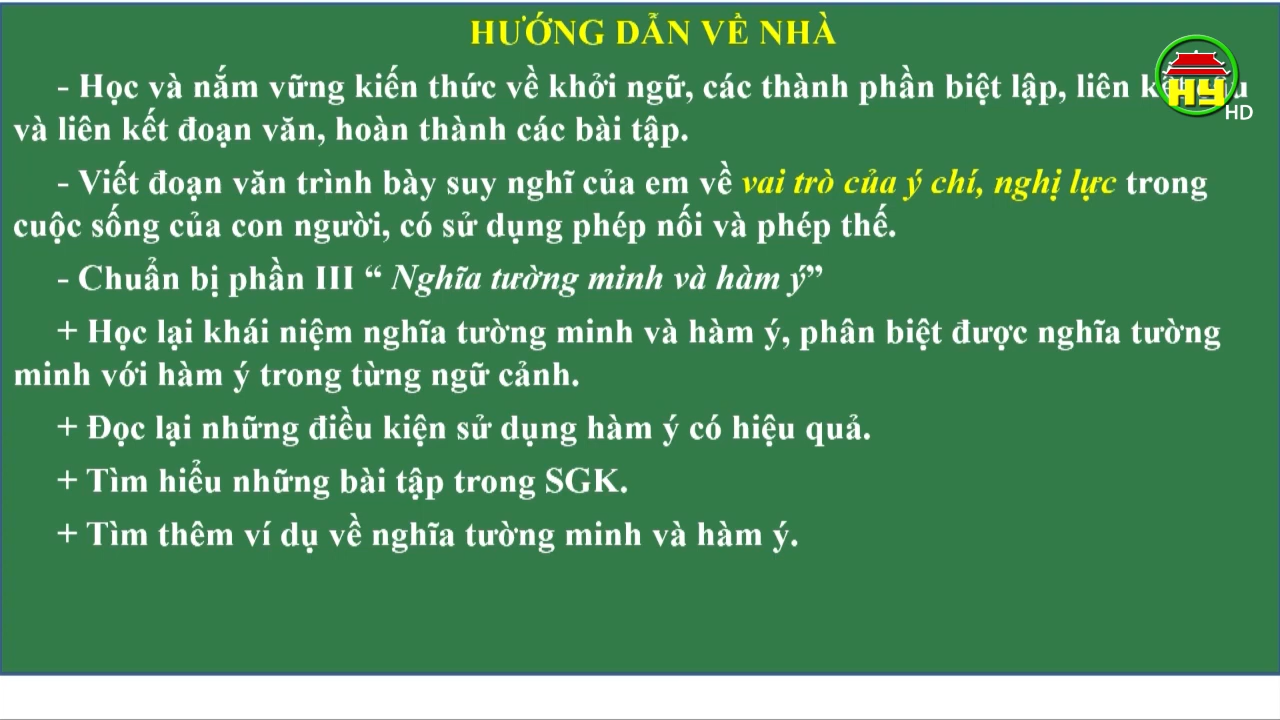 HƯỚNG DẪN VỀ NHÀ
- Học và nắm vững kiến thức về khởi ngữ, các thành phần biệt lập, liên
và liên kết đoạn văn, hoàn thành các bài tập.
- Viết đoạn văn trình bày suy nghĩ của em về vai trò của ý chí, nghị lực trong
cuộc sống của con người, có sử dụng phép nối và phép thế.
- Chuẩn bị phần III “ Nghĩa tường minh và hàm ý”
+ Học lại khái niệm nghĩa tường minh và hàm ý, phân biệt được nghĩa tường
minh với hàm ý trong từng ngữ cảnh.
+ Đọc lại những điều kiện sử dụng hàm ý có hiệu quả.
+ Tìm hiểu những bài tập trong SGK.
+ Tìm thêm ví dụ về nghĩa tường minh và hàm ý.
HY
HD